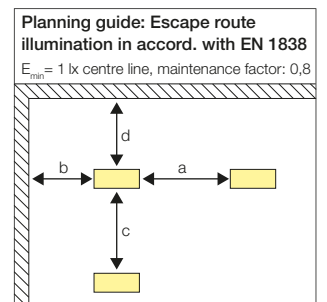 Planning guide: Escape route
illumination in accord. with EN 1838
Emin= 1 lx centre line, maintenance factor: 0,8
d
b a
c